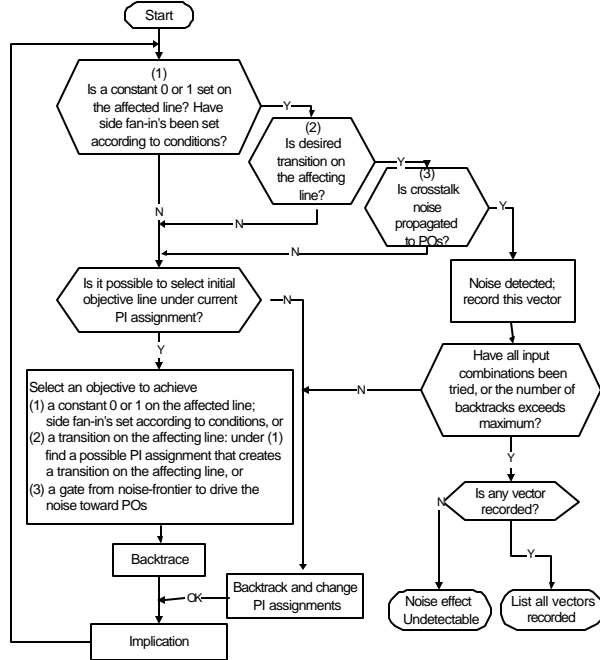 Start
(1)
Is a constant 0 or 1 set on
the affected line? Have
side fan-in's been set
according to conditions?
Y
(2)
Is desired
transition on
the affecting
line?
Y
(3)
Is crosstalk
noise
propagated
to POs?
Y
N
N
N
Noise detected;
record this vector
Is it possible to select initial
objective line under current
PI assignment?
N
Y
Have all input
combinations been
tried, or the number of
backtracks exceeds
maximum?
N
Y
Select an objective to achieve
(1) a constant 0 or 1 on the affected line;
side fan-in's set according to conditions, or
(2) a transition on the affecting line: under (1)
find a possible PI assignment that creates
a transition on the affecting line, or
(3) a gate from noise-frontier to drive the
noise toward POs
Is any vector
recorded?
N
Y
Backtrace
Backtrack and change
PI assignments
OK
Noise effect
Undetectable
List all vectors
recorded
Implication